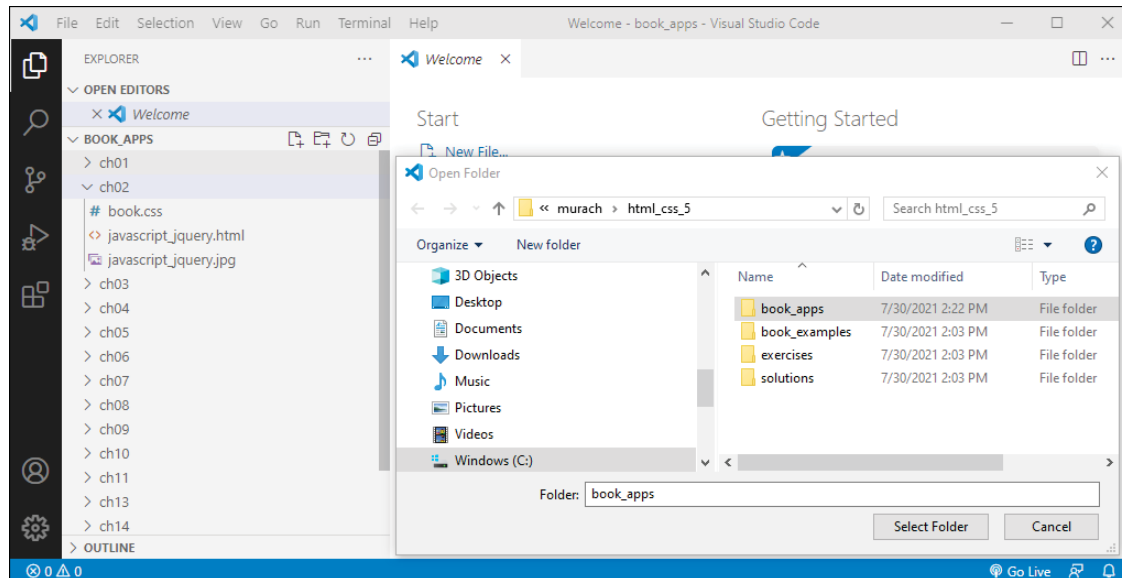 File Edit Selection View Go Run Terminal Help Welcome - book_apps - Visual Studio Code
EXPLORER
OPEN EDITORS
Welcome
BOOK_APPS
ch01
ch02
# book.css
<> javascript_jquery.html
javascript_jquery.jpg
ch03
ch04
ch05
ch06
ch07
ch08
ch09
ch10
ch11
ch13
ch14
OUTLINE
0 0
Welcome
Start
New File...
Getting Started
Open Folder
« murach › html_css_5
Search html_css_5
Organize New folder
?
3D Objects
Desktop
Documents
Downloads
Music
Pictures
Videos
Windows (C:)
Name Date modified Type
book_apps 7/30/2021 2:22 PM File folder
book_examples 7/30/2021 2:03 PM File folder
exercises 7/30/2021 2:03 PM File folder
solutions 7/30/2021 2:03 PM File folder
Folder: book_apps
Select Folder Cancel
Go Live